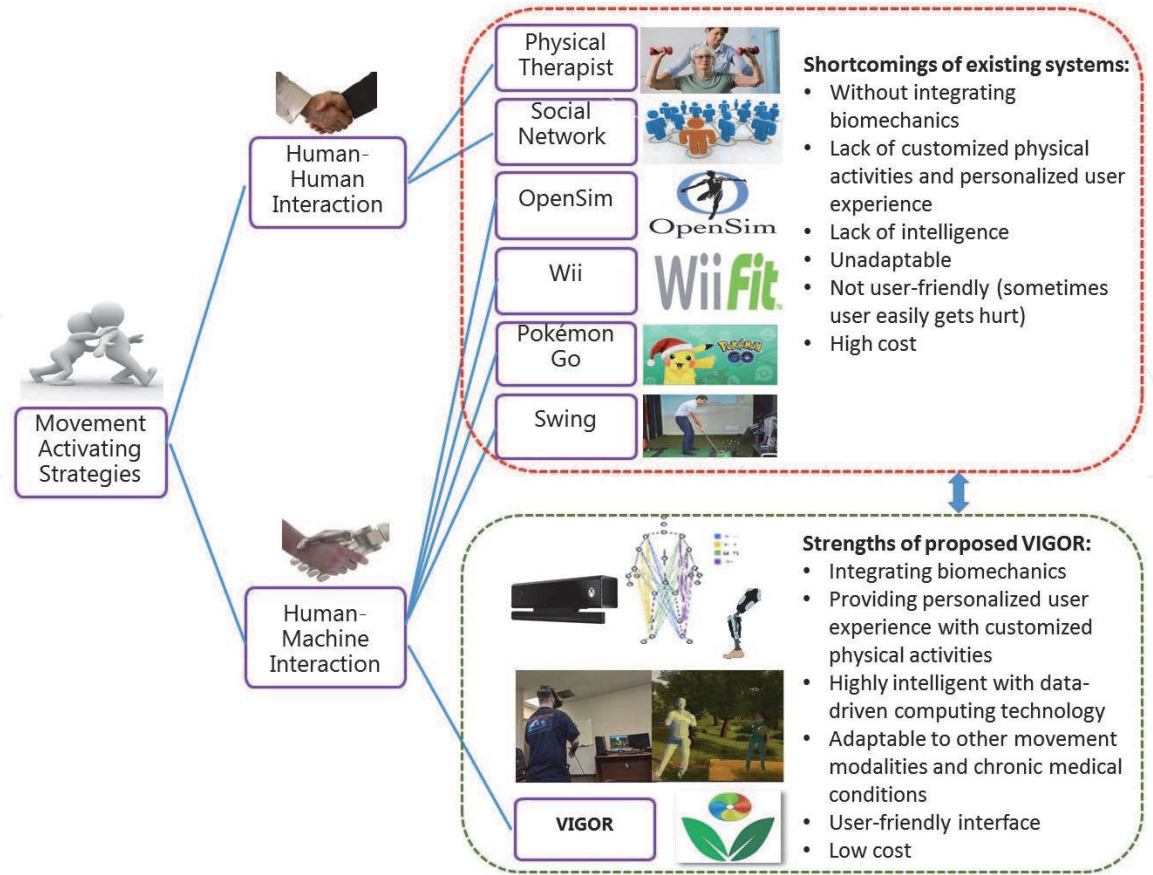 Physical
Therapist
Social
Network
OpenSim
OpenSim
Wii
Wii Fit
Pokémon
Go
POKÉMON
GO
Swing
Shortcomings of existing systems:
• Without integrating
biomechanics
• Lack of customized physical
activities and personalized user
experience
• Lack of intelligence
• Unadaptable
• Not user-friendly (sometimes
user easily gets hurt)
• High cost
Human-
Human
Interaction
Movement
Activating
Strategies
Human-
Machine
Interaction
VIGOR
Strengths of proposed VIGOR:
• Integrating biomechanics
• Providing personalized user
experience with customized
physical activities
• Highly intelligent with data-
driven computing technology
• Adaptable to other movement
modalities and chronic medical
conditions
• User-friendly interface
• Low cost